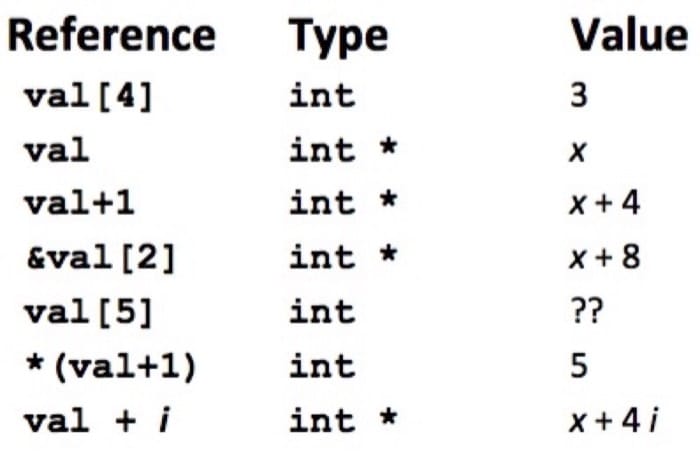 Reference Type Value
val[4] int 3
val int * x
val+1 int * x + 4
&val[2] int * x + 8
val[5] int ??
*(val+1) int 5
val + i int * x + 4 i